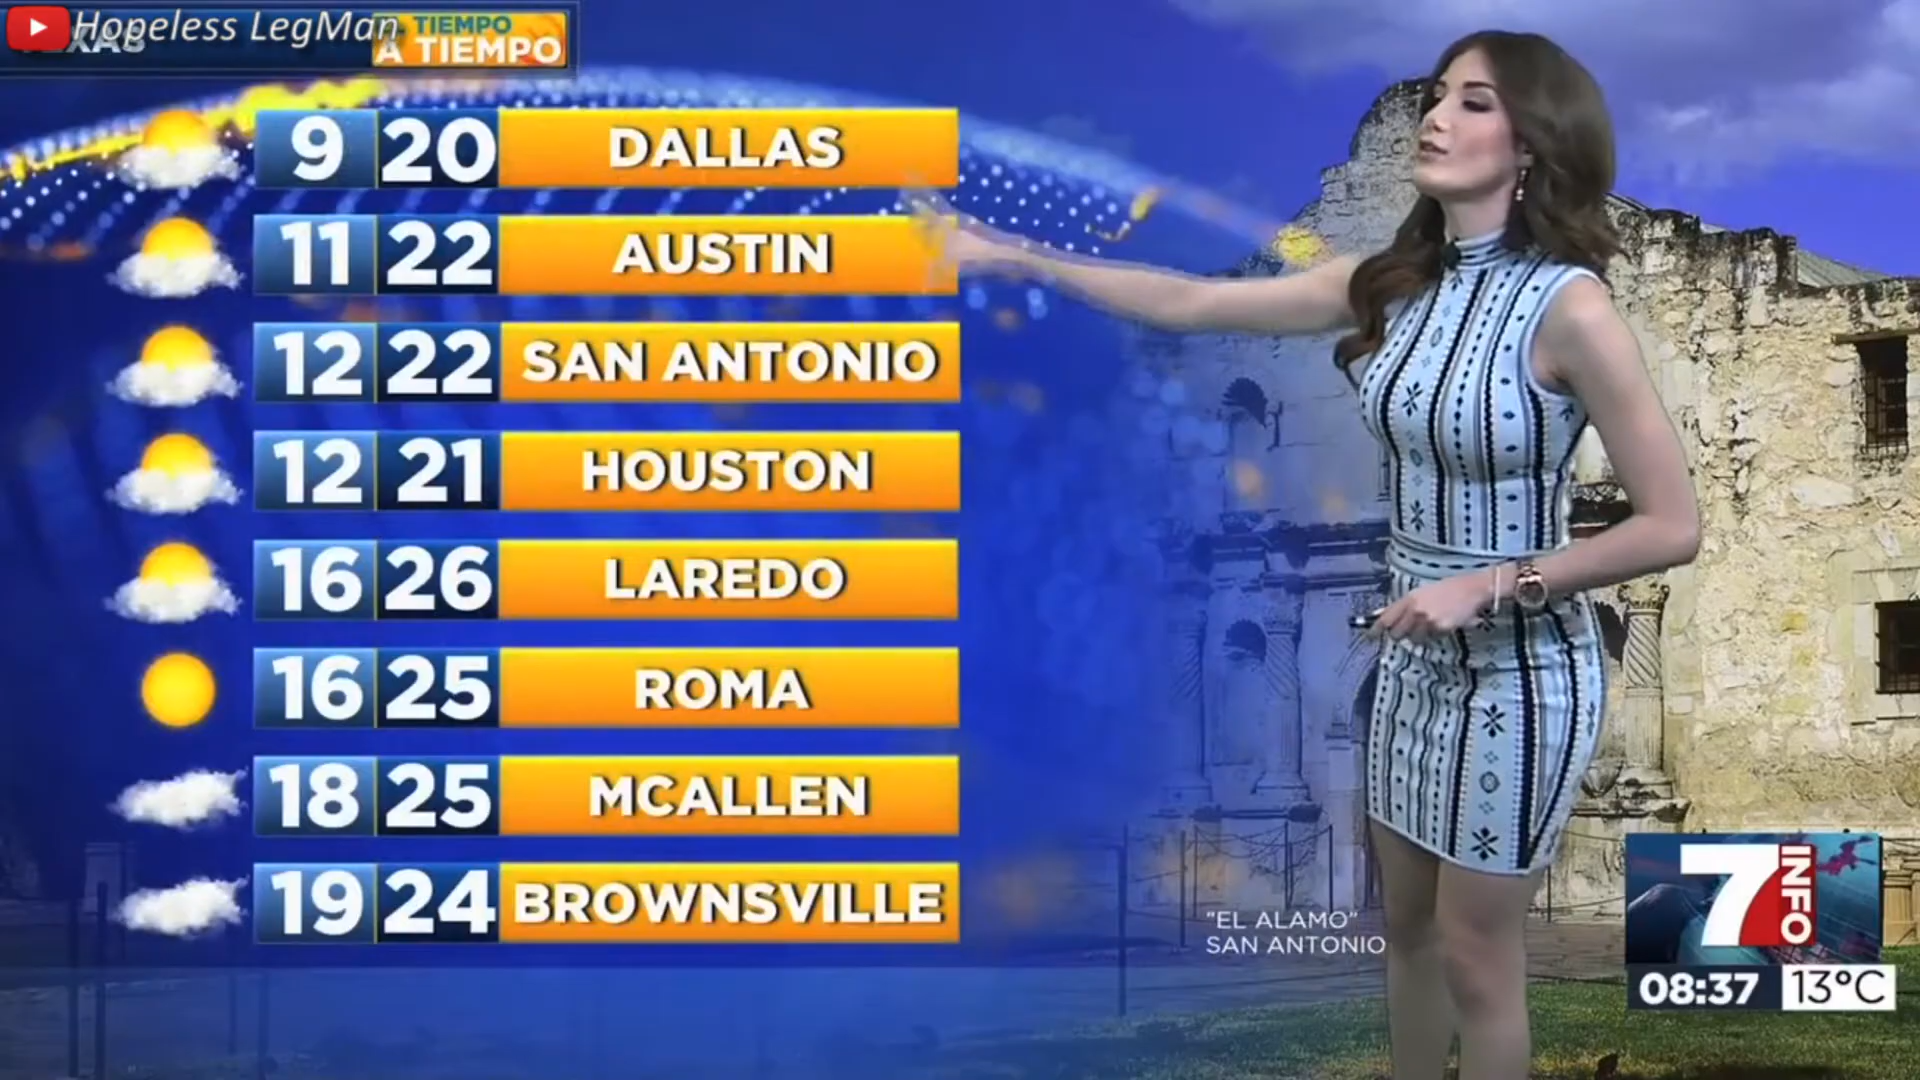 Hopeless LegMan
TEXAS
EL TIEMPO
A TIEMPO
9 20 DALLAS
11 22 AUSTIN
12 22 SAN ANTONIO
12 21 HOUSTON
16 26 LAREDO
16 25 ROMA
18 25 MCALLEN
19 24 BROWNSVILLE
"EL ALAMO"
SAN ANTONIO
7 INFO
08:37 13°C